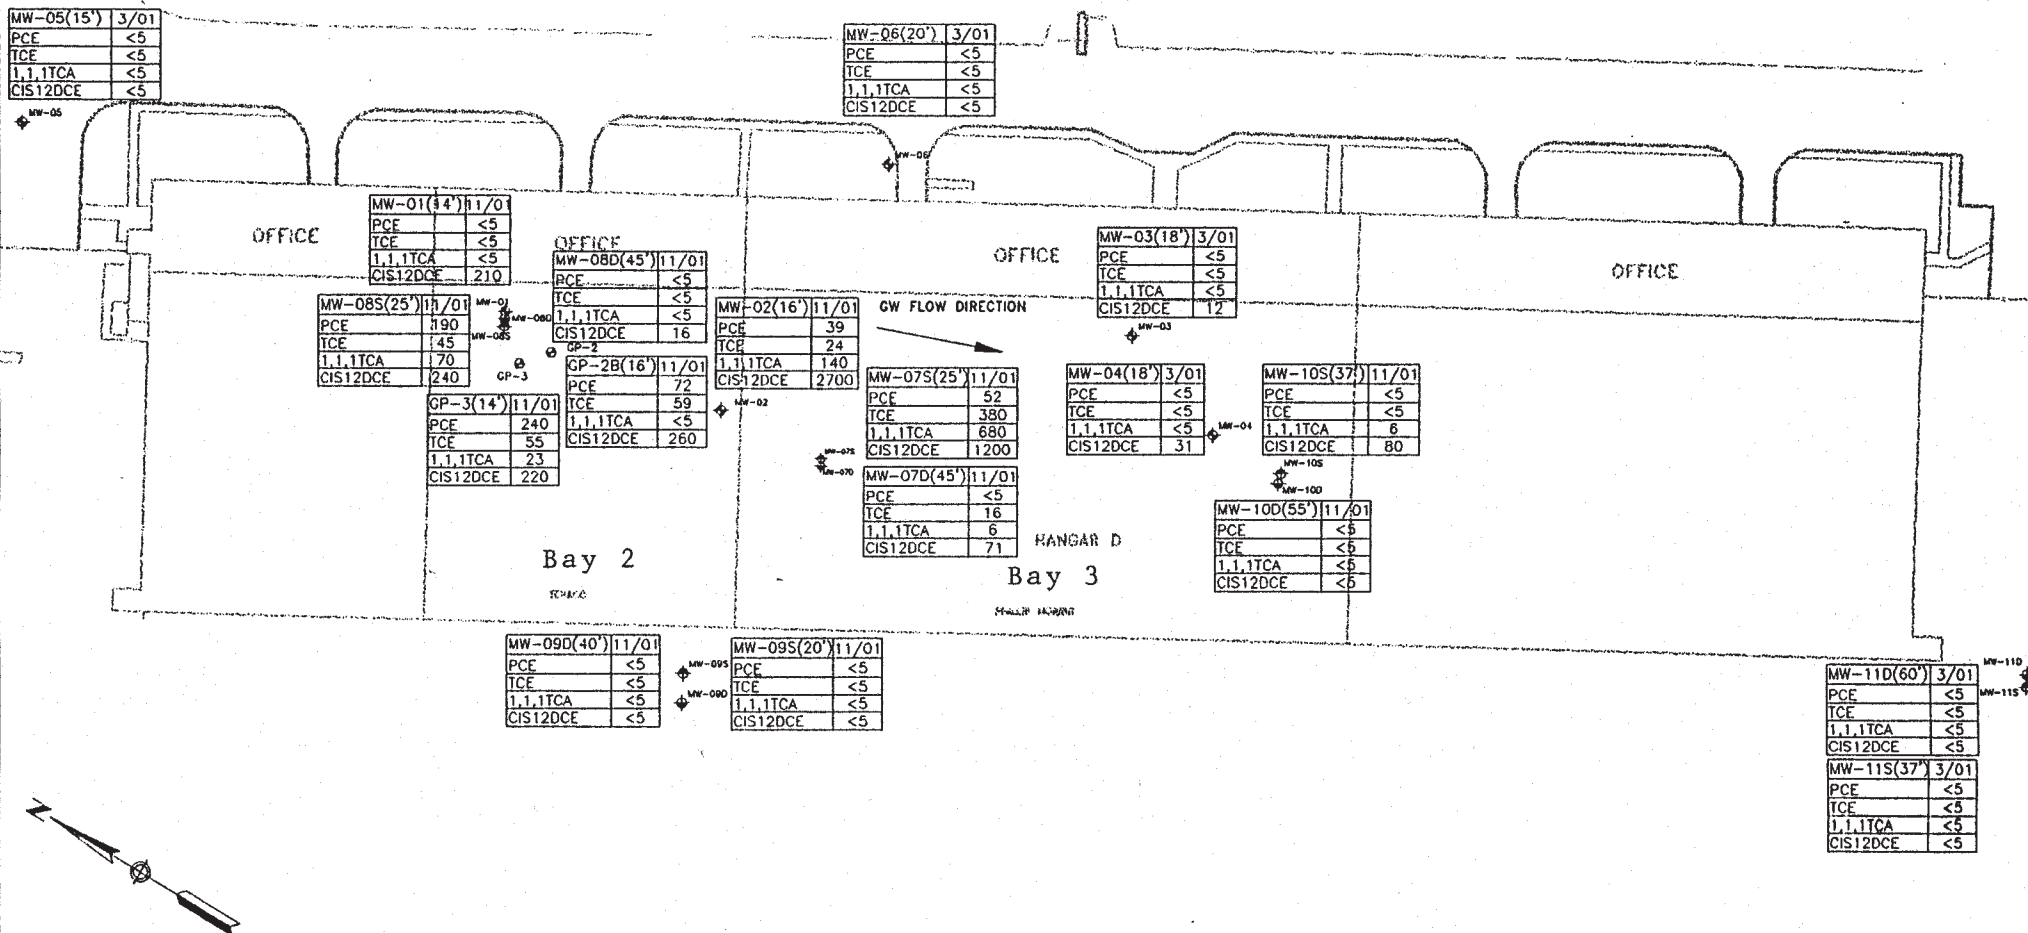 MW-05(15') 3/01
PCE <5
TCE <5
1,1,1TCA <5
CIS12DCE <5
MW-05
MW-06(20') 3/01
PCE <5
TCE <5
1,1,1TCA <5
CIS12DCE <5
MW-06
OFFICE
MW-01(14') 11/01
PCE <5
TCE <5
1,1,1TCA <5
CIS12DCE 210
OFFICE
MW-08D(45') 11/01
PCE <5
TCE <5
1,1,1TCA <5
CIS12DCE 16
OFFICE
MW-03(18') 3/01
PCE <5
TCE <5
1,1,1TCA <5
CIS12DCE 12
MW-03
OFFICE
MW-08S(25') 11/01
PCE 190
TCE 45
1,1,1TCA 70
CIS12DCE 240
MW-01
MW-08D
MW-08S
GP-2
GP-3
MW-02(16') 11/01
PCE 39
TCE 24
1,1,1TCA 140
CIS12DCE 2700
MW-02
GW FLOW DIRECTION
GP-2B(16') 11/01
PCE 72
TCE 59
1,1,1TCA <5
CIS12DCE 260
GP-3(14') 11/01
PCE 240
TCE 55
1,1,1TCA 23
CIS12DCE 220
MW-07S(25') 11/01
PCE 52
TCE 380
1,1,1TCA 680
CIS12DCE 1200
MW-07S
MW-07D
MW-07D(45') 11/01
PCE <5
TCE 16
1,1,1TCA 6
CIS12DCE 71
MW-04(18') 3/01
PCE <5
TCE <5
1,1,1TCA <5
CIS12DCE 31
MW-04
MW-10S(37') 11/01
PCE <5
TCE <5
1,1,1TCA 6
CIS12DCE 80
MW-10S
MW-10D
MW-10D(55') 11/01
PCE <5
TCE <5
1,1,1TCA <5
CIS12DCE <5
HANGAR D
Bay 2
Bay 3
MW-09D(40') 11/01
PCE <5
TCE <5
1,1,1TCA <5
CIS12DCE <5
MW-09S
MW-09D
MW-09S(20') 11/01
PCE <5
TCE <5
1,1,1TCA <5
CIS12DCE <5
MW-11D
MW-11S
MW-11D(60') 3/01
PCE <5
TCE <5
1,1,1TCA <5
CIS12DCE <5
MW-11S(37') 3/01
PCE <5
TCE <5
1,1,1TCA <5
CIS12DCE <5
N